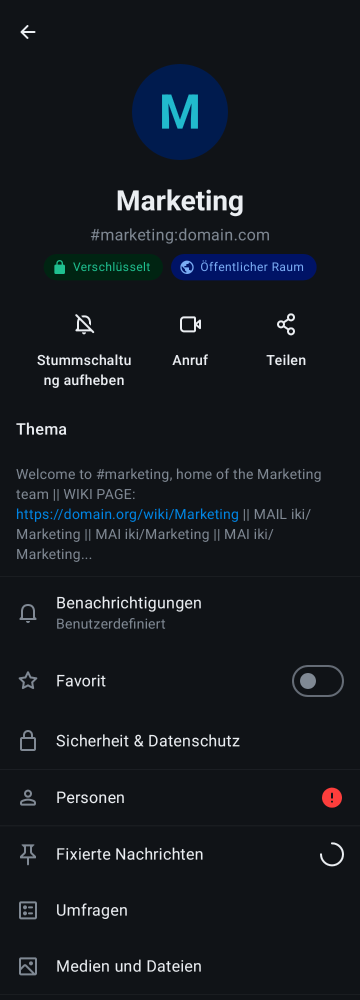 M
Marketing
#marketing:domain.com
Verschlüsselt
Öffentlicher Raum
Stummschaltu
ng aufheben
Anruf
Teilen
Thema
Welcome to #marketing, home of the Marketing
team || WIKI PAGE:
https://domain.org/wiki/Marketing || MAIL iki/
Marketing || MAI iki/Marketing || MAI iki/
Marketing...
Benachrichtigungen
Benutzerdefiniert
Favorit
Sicherheit & Datenschutz
Personen
Fixierte Nachrichten
Umfragen
Medien und Dateien